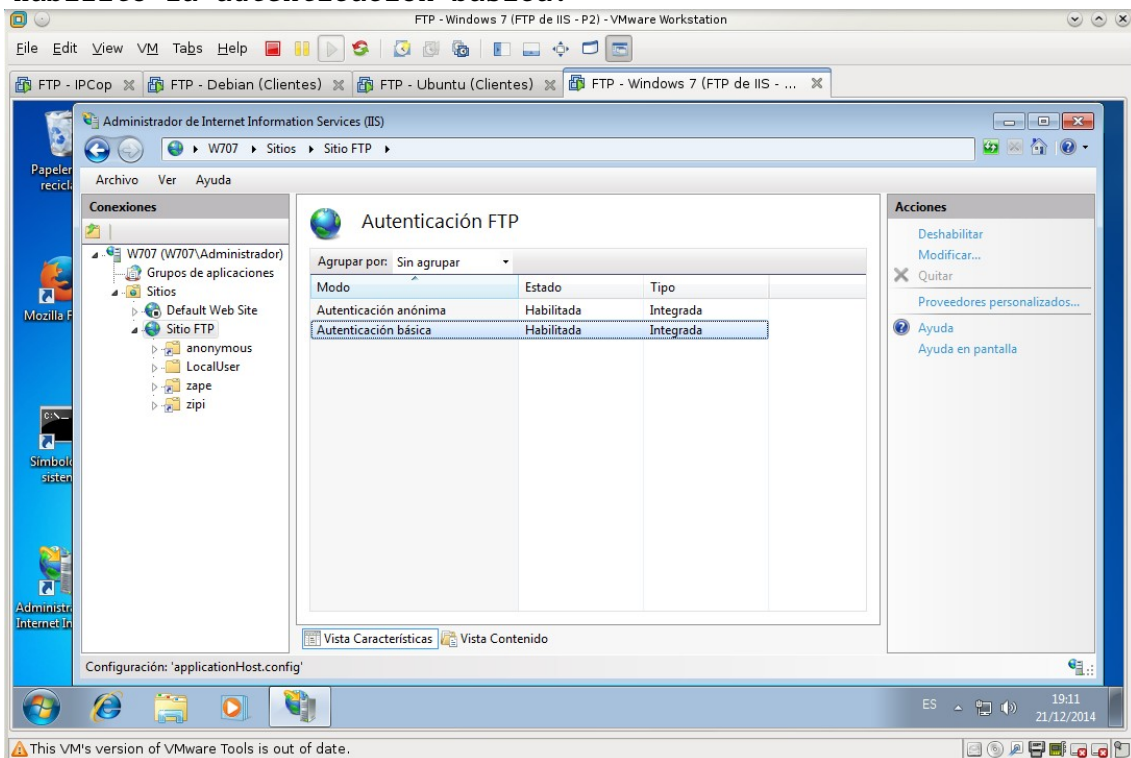 FTP - Windows 7 (FTP de IIS - P2) - VMware Workstation
File Edit View VM Tabs Help
FTP - IPCop
FTP - Debian (Clientes)
FTP - Ubuntu (Clientes)
FTP - Windows 7 (FTP de IIS - ...
Administrador de Internet Information Services (IIS)
W707 Sitios Sitio FTP
Archivo Ver Ayuda
Conexiones
W707 (W707\Administrador)
Grupos de aplicaciones
Sitios
Default Web Site
Sitio FTP
anonymous
LocalUser
zape
zipi
Autenticación FTP
Agrupar por: Sin agrupar
Modo Estado Tipo
Autenticación anónima Habilitada Integrada
Autenticación básica Habilitada Integrada
Vista Características Vista Contenido
Acciones
Deshabilitar
Modificar...
Quitar
Proveedores personalizados...
Ayuda
Ayuda en pantalla
Configuración: 'applicationHost.config'
Papeler
recicl
Mozilla F
Símbolo
sisten
Administra
Internet In
ES 19:11
21/12/2014
This VM's version of VMware Tools is out of date.